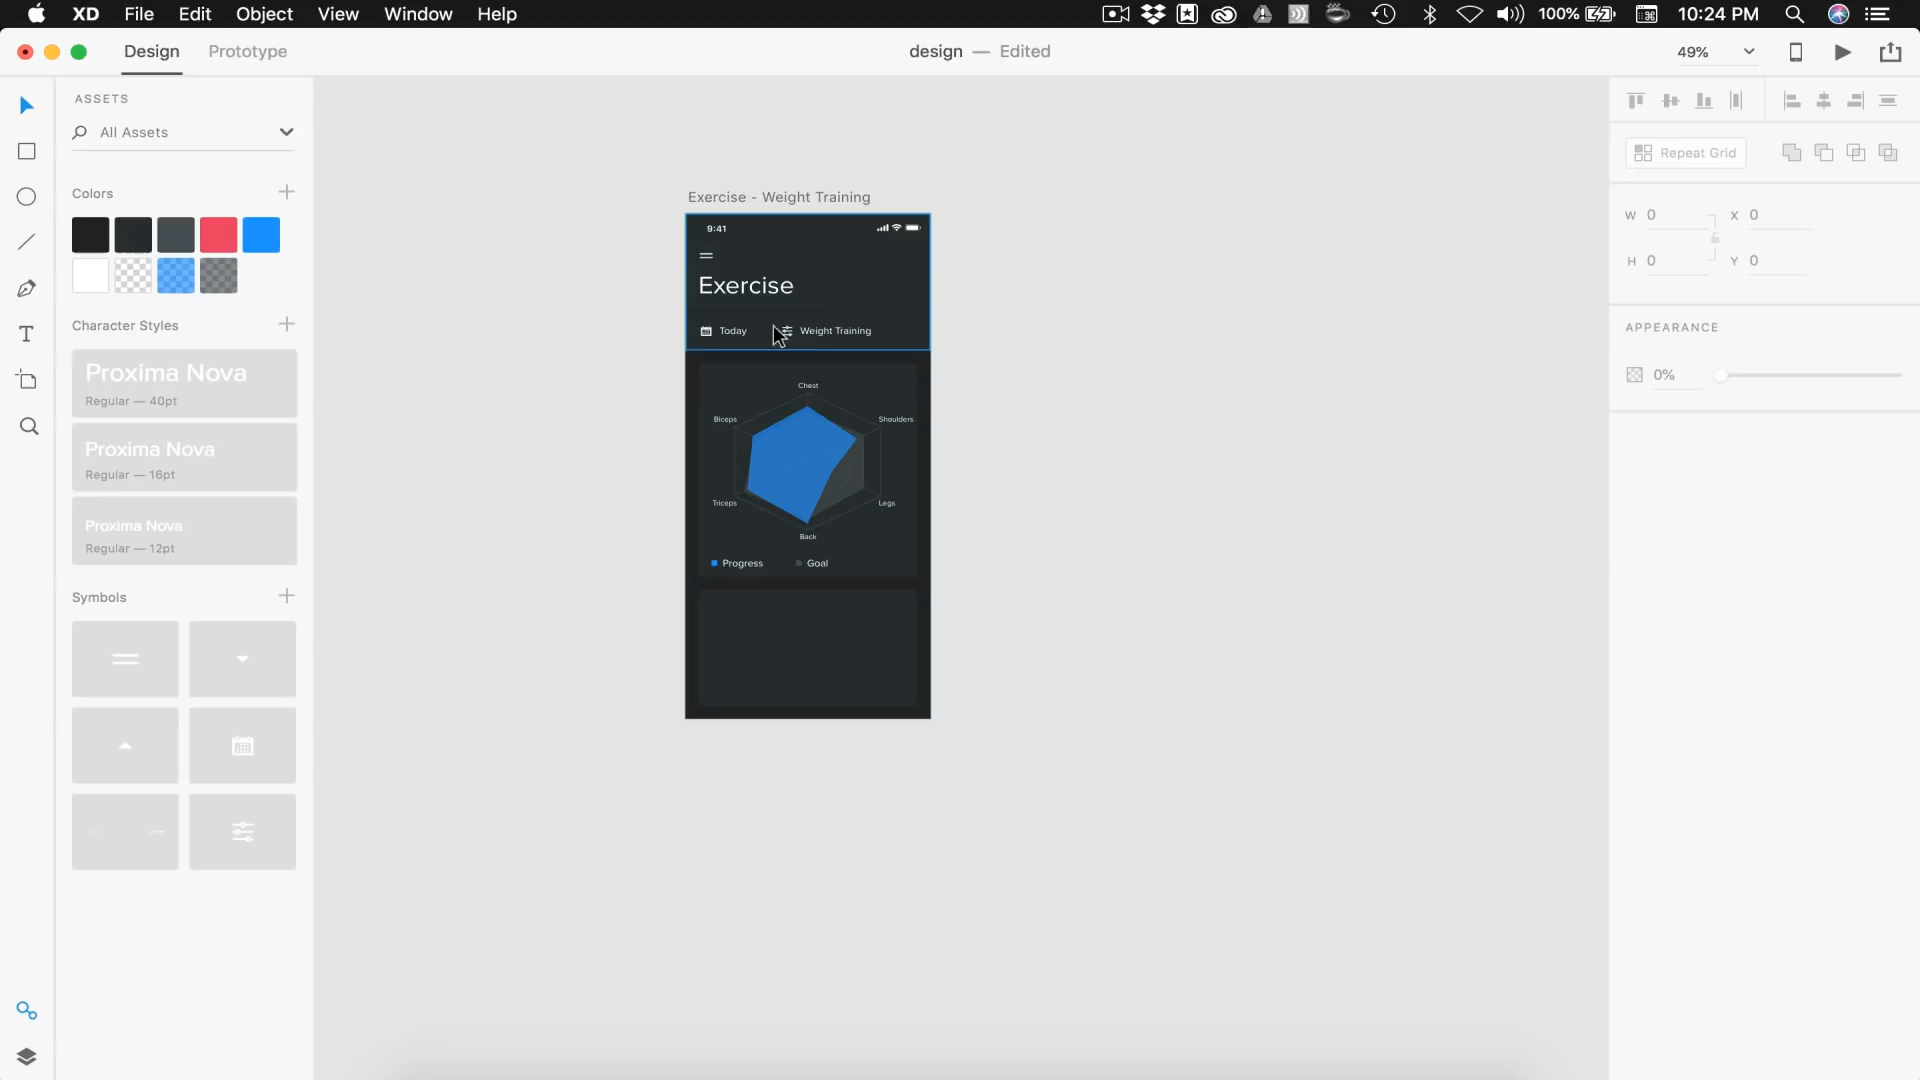 XD File Edit Object View Window Help
100% 10:24 PM
Design Prototype
design — Edited
49%
ASSETS
All Assets
Colors
Character Styles
Proxima Nova
Regular — 40pt
Proxima Nova
Regular — 16pt
Proxima Nova
Regular — 12pt
Symbols
Exercise - Weight Training
9:41
Exercise
Today Weight Training
Chest
Biceps Shoulders
Triceps Legs
Back
Progress Goal
Repeat Grid
W 0 X 0
H 0 Y 0
APPEARANCE
0%